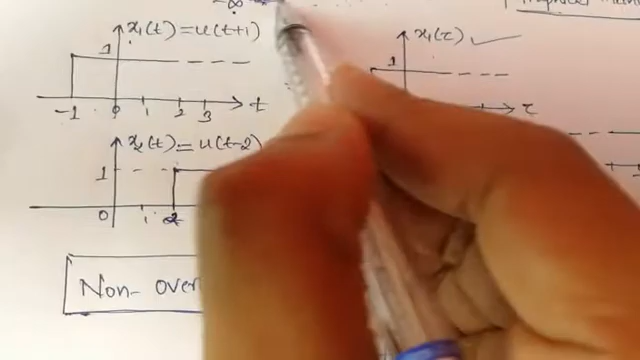 -∞
x₁(t) = u(t+1)
1
-1 0 1 2 3 t
x₁(τ) ✓
1
τ
x₂(t) = u(t-2)
1
0 1 2
Non-over